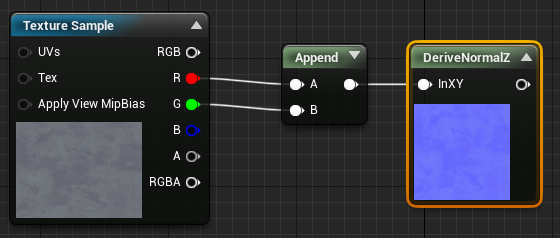 Texture Sample
UVs
RGB
Tex
R
Apply View MipBias
G
B
A
RGBA
Append
A
B
DeriveNormalZ
InXY